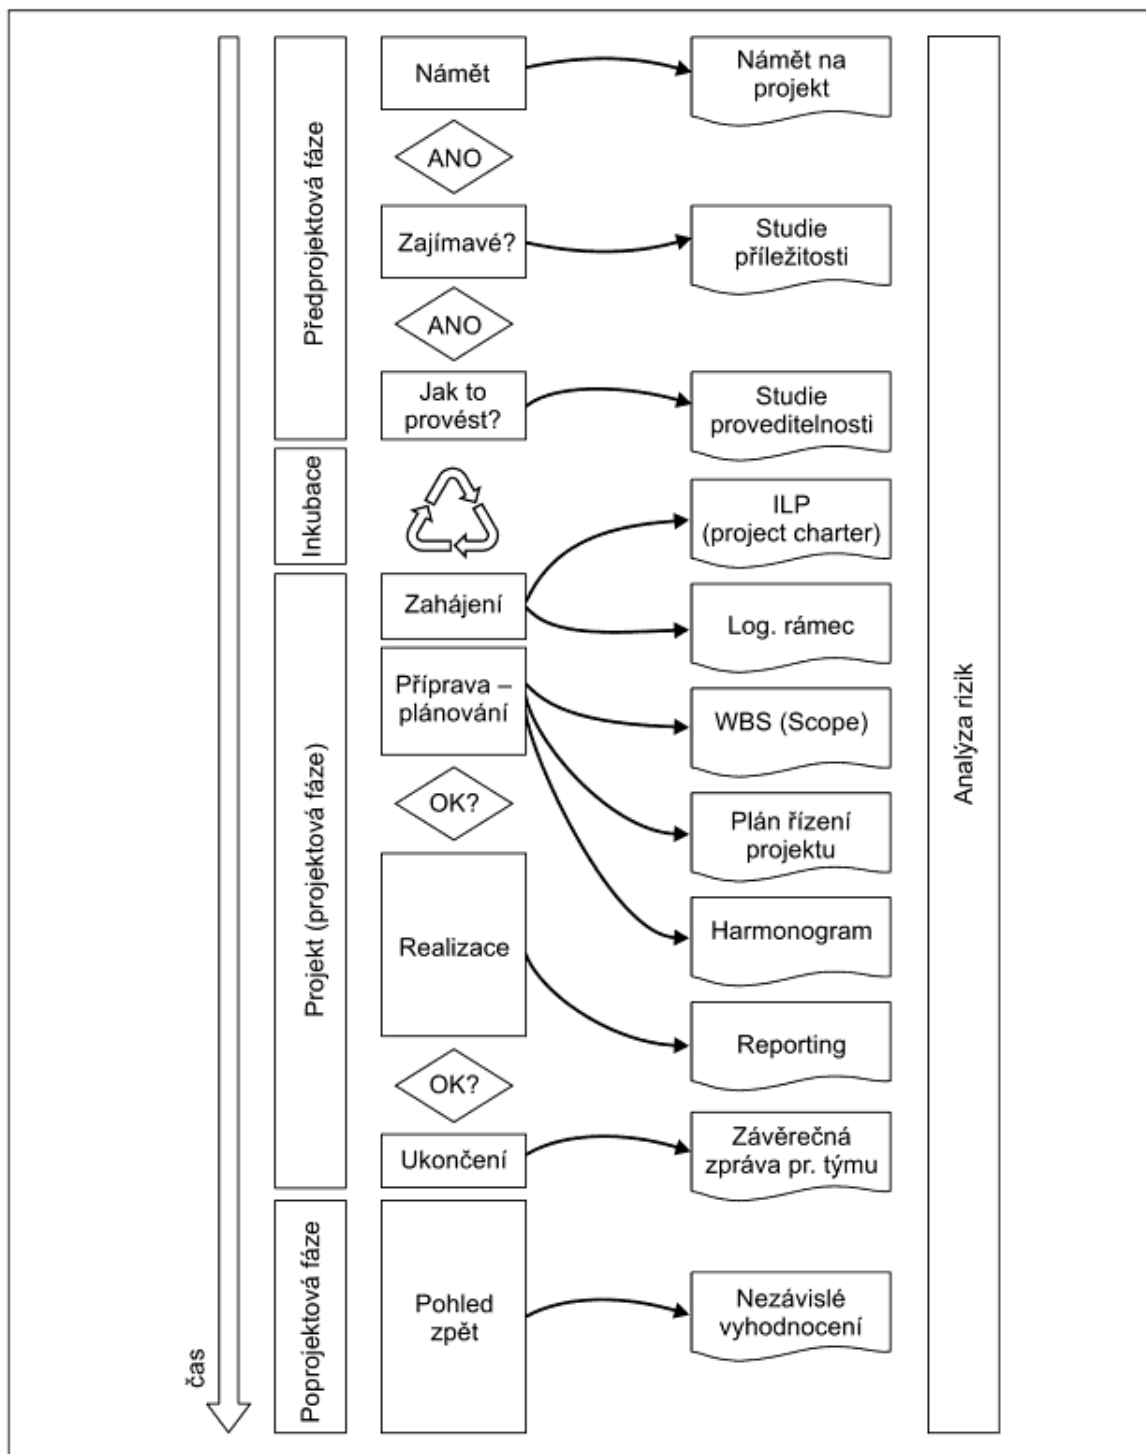 Námět
Námět na
projekt
ANO
Předprojektová fáze
Zajímavé?
Studie
příležitosti
ANO
Jak to
provést?
Studie
proveditelnosti
Inkubace
ILP
(project charter)
Zahájení
Log. rámec
Příprava –
plánování
WBS (Scope)
Analýza rizik
OK?
Plán řízení
projektu
Projekt (projektová fáze)
Realizace
Harmonogram
Reporting
OK?
Ukončení
Závěrečná
zpráva pr. týmu
Poprojektová fáze
Pohled
zpět
Nezávislé
vyhodnocení
čas